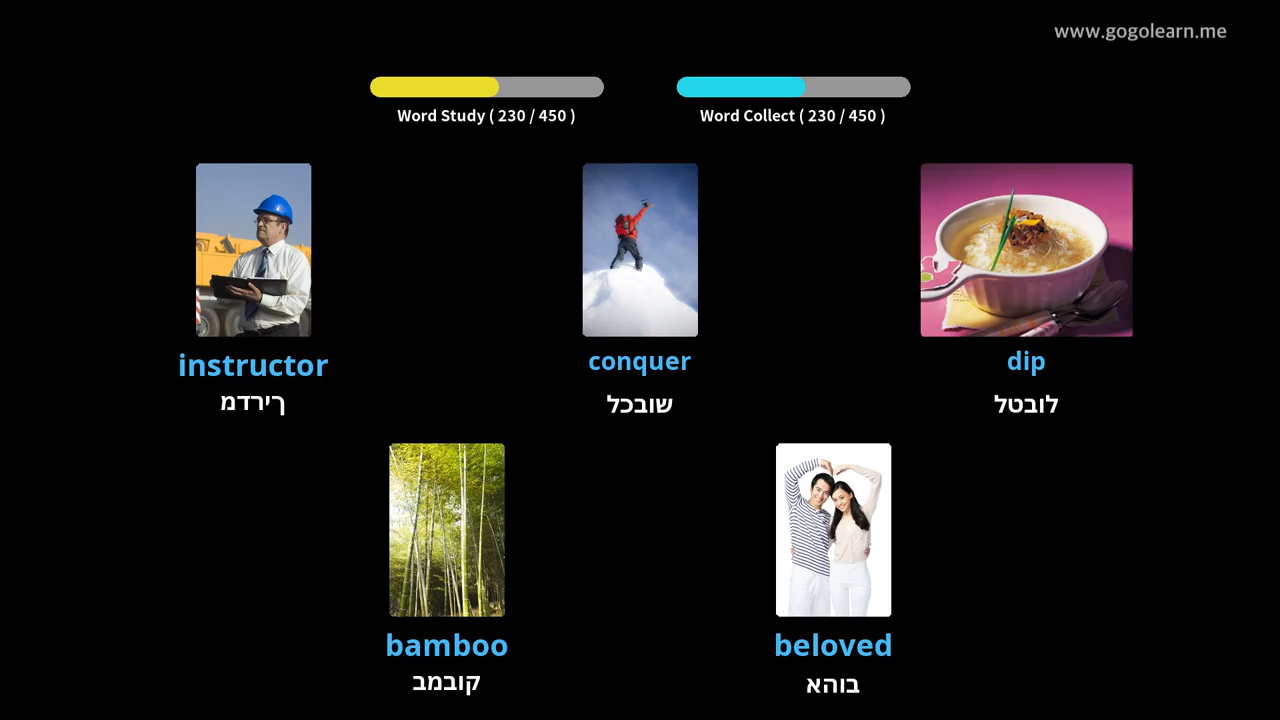 www.gogolearn.me
Word Study ( 230 / 450 )
Word Collect ( 230 / 450 )
instructor
ךירדמ
conquer
שובכל
dip
לובטל
bamboo
קובמב
beloved
בוהא